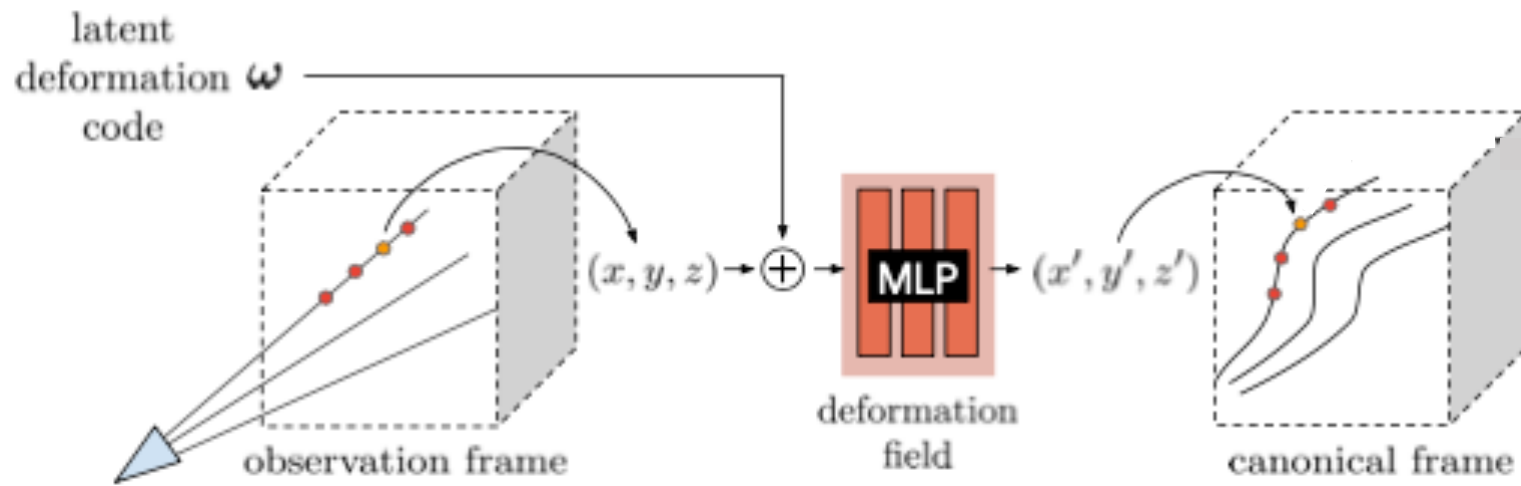 latent
deformation ω
code
(x, y, z)
MLP
(x′, y′, z′)
deformation
field
observation frame
canonical frame